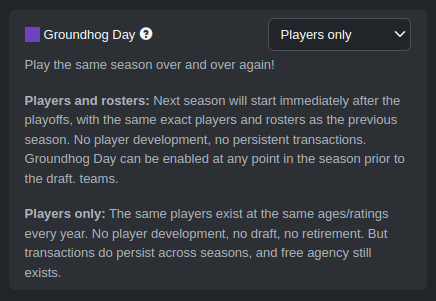 Groundhog Day ?
Players only
Play the same season over and over again!
Players and rosters: Next season will start immediately after the
playoffs, with the same exact players and rosters as the previous
season. No player development, no persistent transactions.
Groundhog Day can be enabled at any point in the season prior to
the draft. teams.
Players only: The same players exist at the same ages/ratings
every year. No player development, no draft, no retirement. But
transactions do persist across seasons, and free agency still
exists.